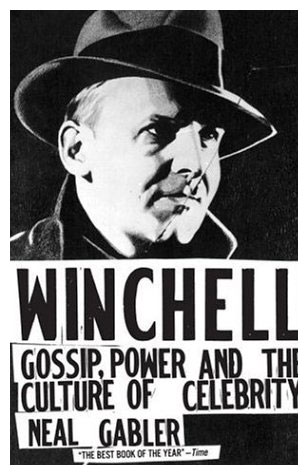 WINCHELL
GOSSIP, POWER AND THE
CULTURE OF CELEBRITY
NEAL GABLER
"THE BEST BOOK OF THE YEAR"—Time